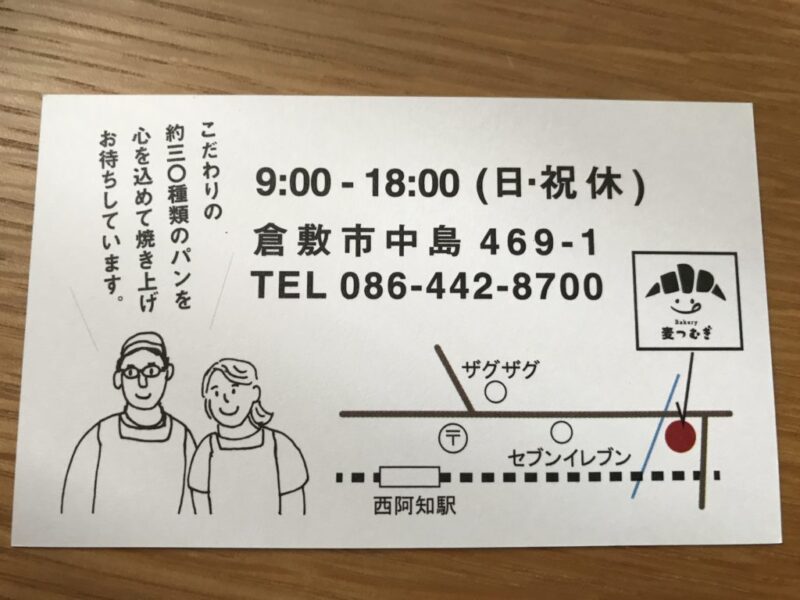 こだわりの
約三〇種類のパンを
心を込めて焼き上げ
お待ちしています。
9:00 - 18:00 (日・祝休)
倉敷市中島 469-1
TEL 086-442-8700
Bakery
麦つむぎ
ザグザグ
〒
セブンイレブン
西阿知駅